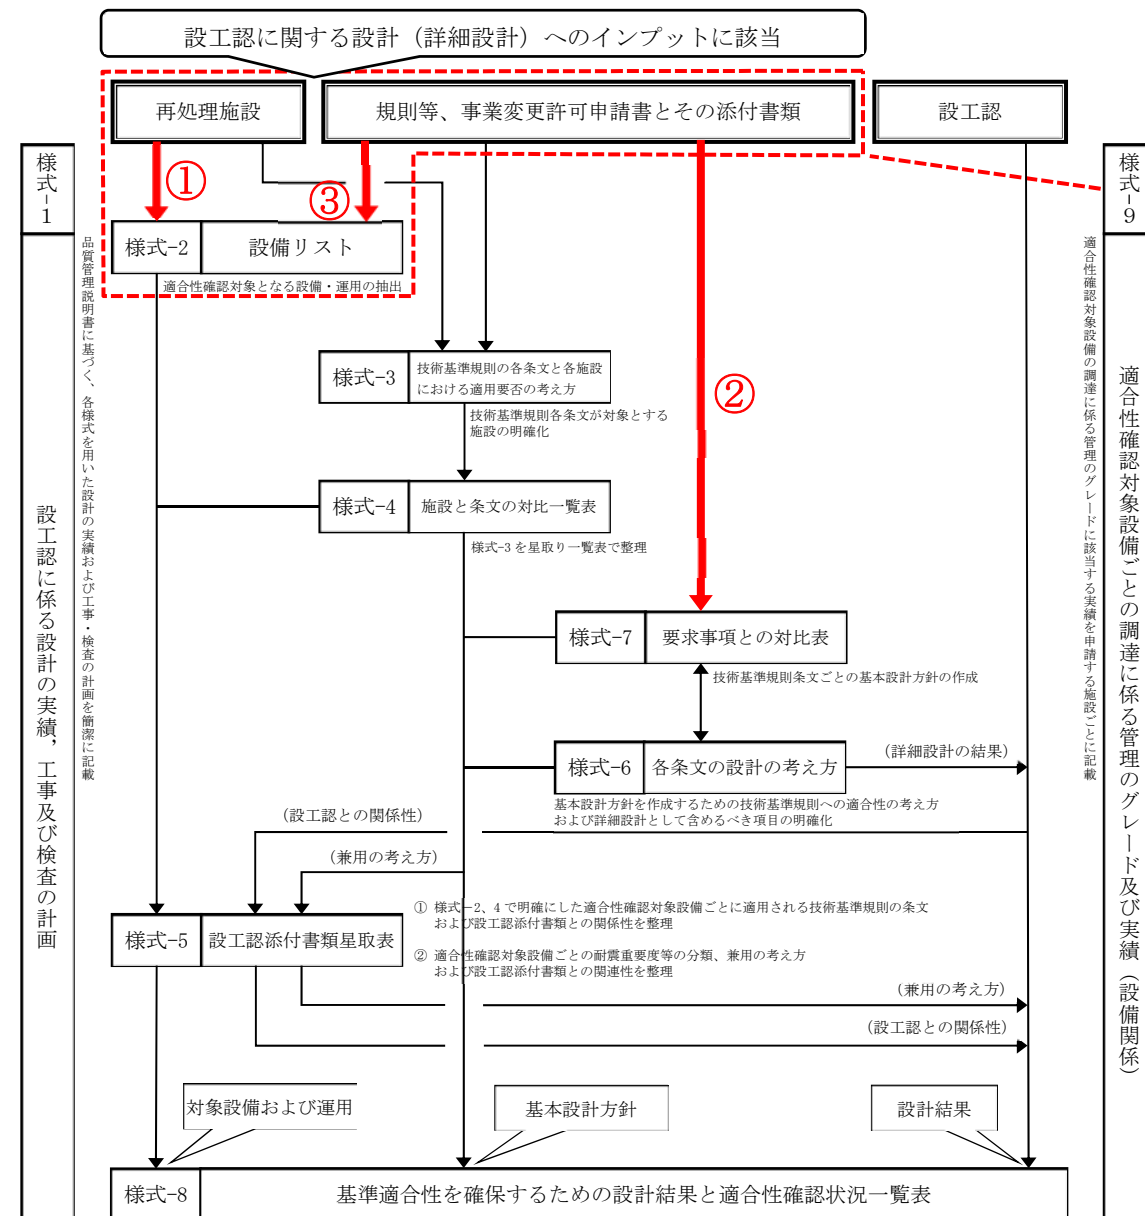 設工認に関する設計（詳細設計）へのインプットに該当
再処理施設
規則等、事業変更許可申請書とその添付書類
設工認
様式-1
様式-9
①
③
様式-2
設備リスト
適合性確認対象となる設備・運用の抽出
品質管理説明書に基づく、各様式を用いた設計の実績および工事・検査の計画を簡潔に記載
設工認に係る設計の実績，工事及び検査の計画
適合性確認対象設備の調達に係る管理のグレードに該当する実績を申請する施設ごとに記載
適合性確認対象設備ごとの調達に係る管理のグレード及び実績（設備関係）
様式-3
技術基準規則の各条文と各施設
における適用要否の考え方
②
技術基準規則各条文が対象とする
施設の明確化
様式-4
施設と条文の対比一覧表
様式-3 を星取り一覧表で整理
様式-7
要求事項との対比表
技術基準規則条文ごとの基本設計方針の作成
様式-6
各条文の設計の考え方
(詳細設計の結果)
基本設計方針を作成するための技術基準規則への適合性の考え方
および詳細設計として含めるべき項目の明確化
(設工認との関係性)
(兼用の考え方)
様式-5
設工認添付書類星取表
① 様式－2、4 で明確にした適合性確認対象設備ごとに適用される技術基準規則の条文
および設工認添付書類との関係性を整理
② 適合性確認対象設備ごとの耐震重要度等の分類、兼用の考え方
および設工認添付書類との関連性を整理
(兼用の考え方)
(設工認との関係性)
対象設備および運用
基本設計方針
設計結果
様式-8
基準適合性を確保するための設計結果と適合性確認状況一覧表